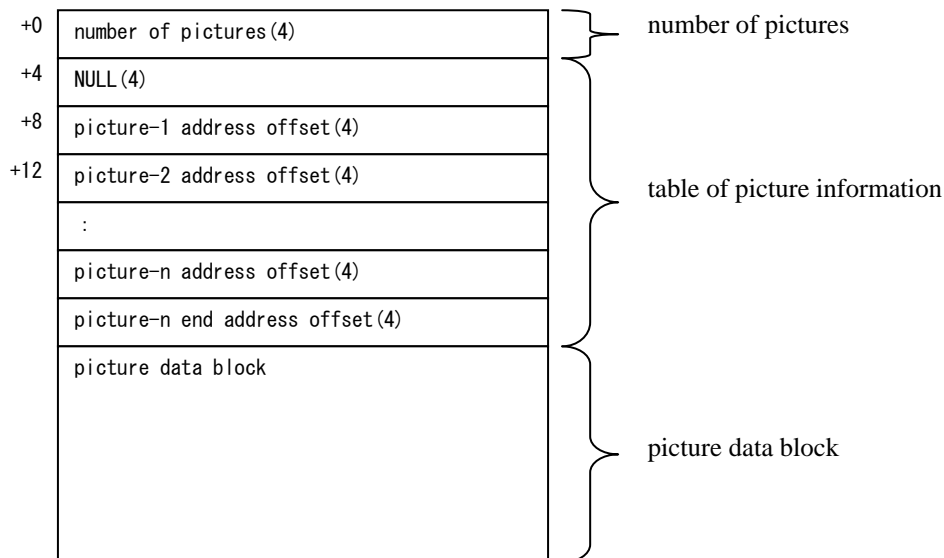 +0 number of pictures(4) number of pictures
+4 NULL(4)
+8 picture-1 address offset(4)
+12 picture-2 address offset(4)
table of picture information
:
picture-n address offset(4)
picture-n end address offset(4)
picture data block
picture data block